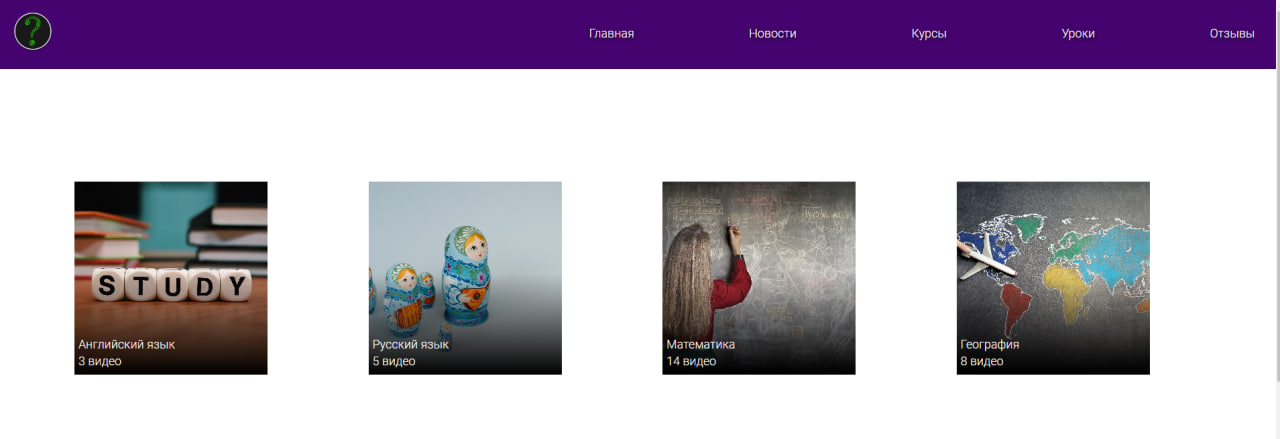 ?
Главная
Новости
Курсы
Уроки
Отзывы
STUDY
Английский язык
3 видео
Русский язык
5 видео
Математика
14 видео
География
8 видео